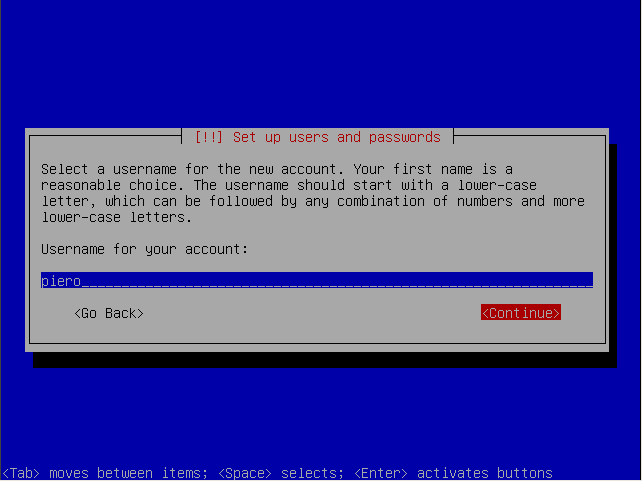 [!!] Set up users and passwords
Select a username for the new account. Your first name is a
reasonable choice. The username should start with a lower-case
letter, which can be followed by any combination of numbers and more
lower-case letters.
Username for your account:
piero
<Go Back> <Continue>
<Tab> moves between items; <Space> selects; <Enter> activates buttons